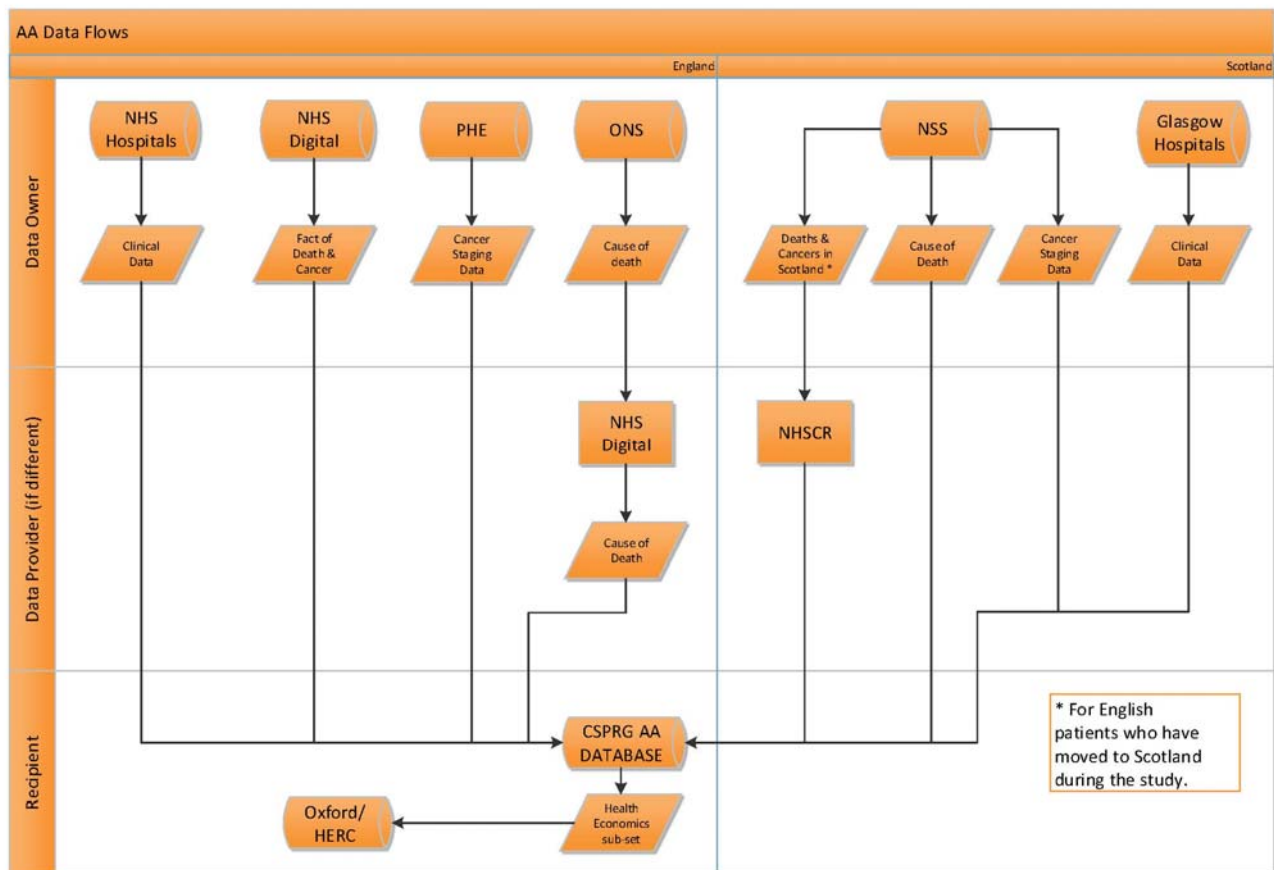 AA Data Flows
England
Scotland
Data Owner
NHS
Hospitals
NHS
Digital
PHE
ONS
NSS
Glasgow
Hospitals
Clinical
Data
Fact of
Death &
Cancer
Cancer
Staging
Data
Cause of
death
Deaths &
Cancers in
Scotland *
Cause of
Death
Cancer
Staging
Data
Clinical
Data
Data Provider (if different)
NHS
Digital
NHSCR
Cause of
Death
Recipient
CSPRG AA
DATABASE
Oxford/
HERC
Health
Economics
sub-set
* For English
patients who have
moved to Scotland
during the study.